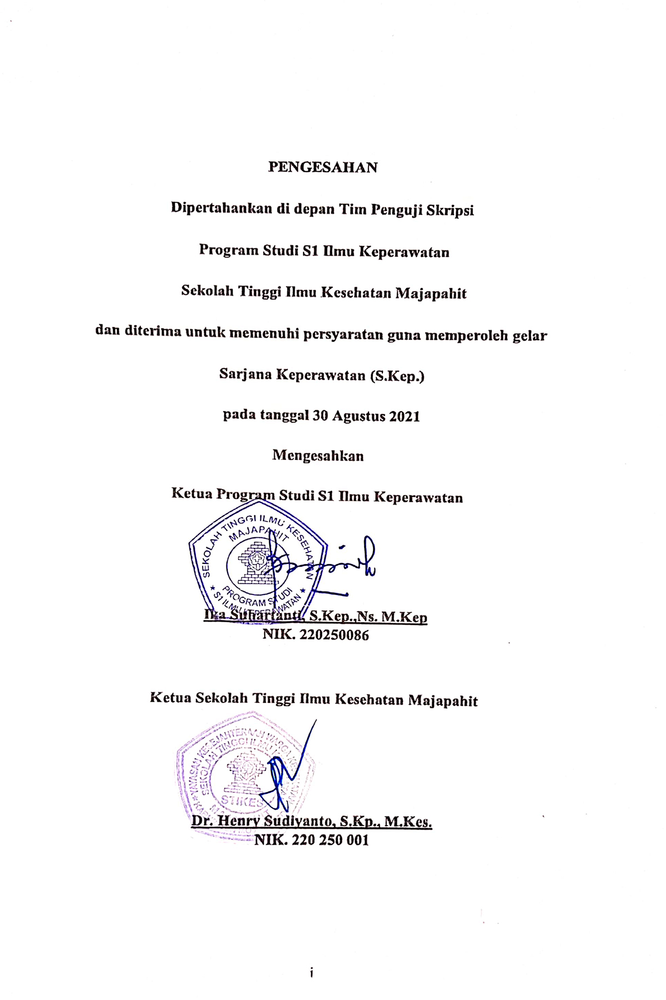 PENGESAHAN
Dipertahankan di depan Tim Penguji Skripsi
Program Studi S1 Ilmu Keperawatan
Sekolah Tinggi Ilmu Kesehatan Majapahit
dan diterima untuk memenuhi persyaratan guna memperoleh gelar
Sarjana Keperawatan (S.Kep.)
pada tanggal 30 Agustus 2021
Mengesahkan
Ketua Program Studi S1 Ilmu Keperawatan
SEKOLAH TINGGI ILMU KESEHATAN
MAJAPAHIT
PROGRAM STUDI
★ S1 ILMU KEPERAWATAN ★
Ika Suhartanti, S.Kep.,Ns. M.Kep
NIK. 220250086
Ketua Sekolah Tinggi Ilmu Kesehatan Majapahit
YAYASAN KESEJAHTERAAN WARGA KESEHATAN
SEKOLAH TINGGI ILMU
STIKES
Dr. Henry Sudiyanto, S.Kp., M.Kes.
NIK. 220 250 001
i